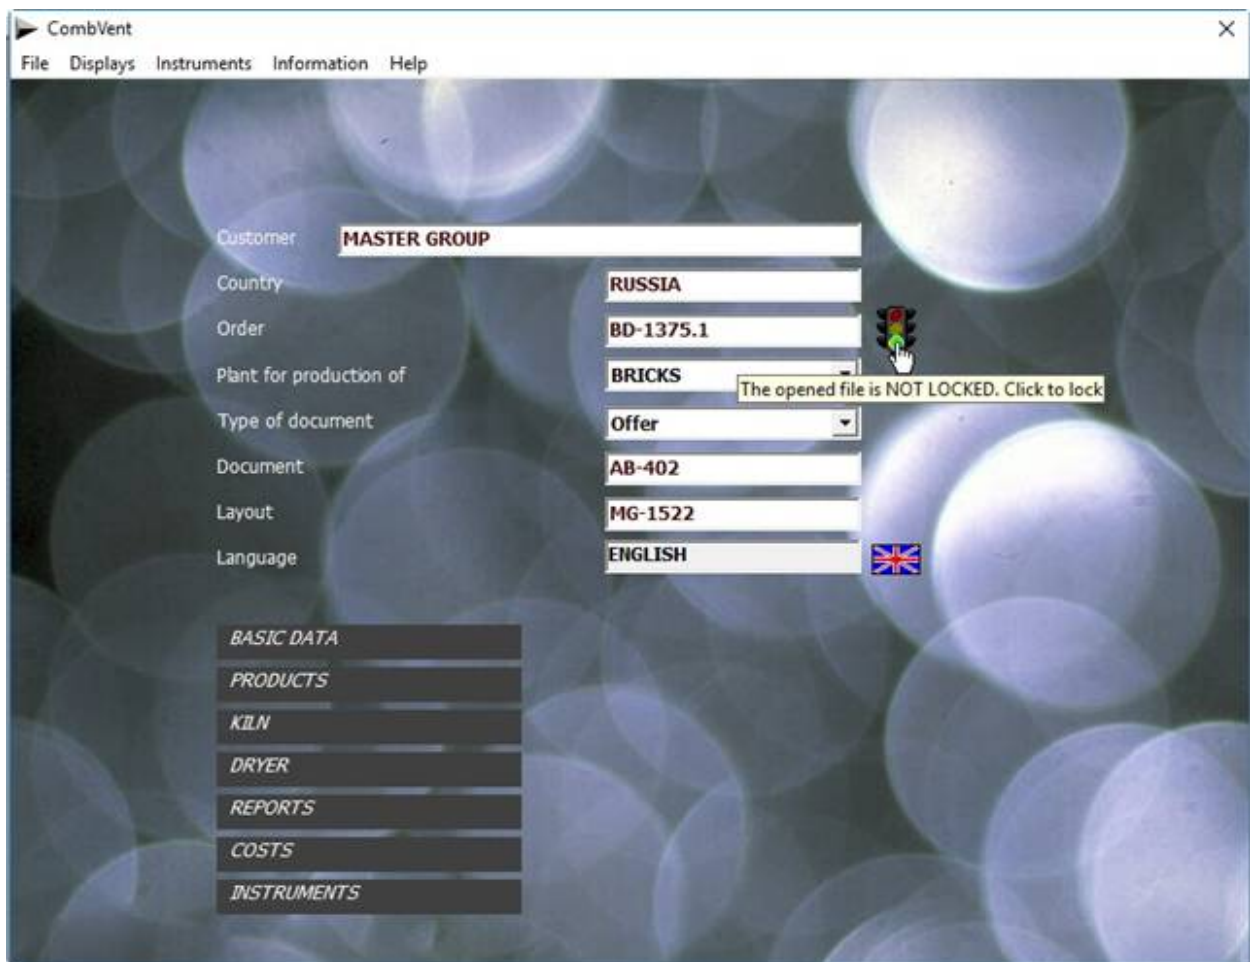 CombVent
File Displays Instruments Information Help
Customer MASTER GROUP
Country RUSSIA
Order BD-1375.1
Plant for production of BRICKS
The opened file is NOT LOCKED. Click to lock
Type of document Offer
Document AB-402
Layout MG-1522
Language ENGLISH
BASIC DATA
PRODUCTS
KILN
DRYER
REPORTS
COSTS
INSTRUMENTS